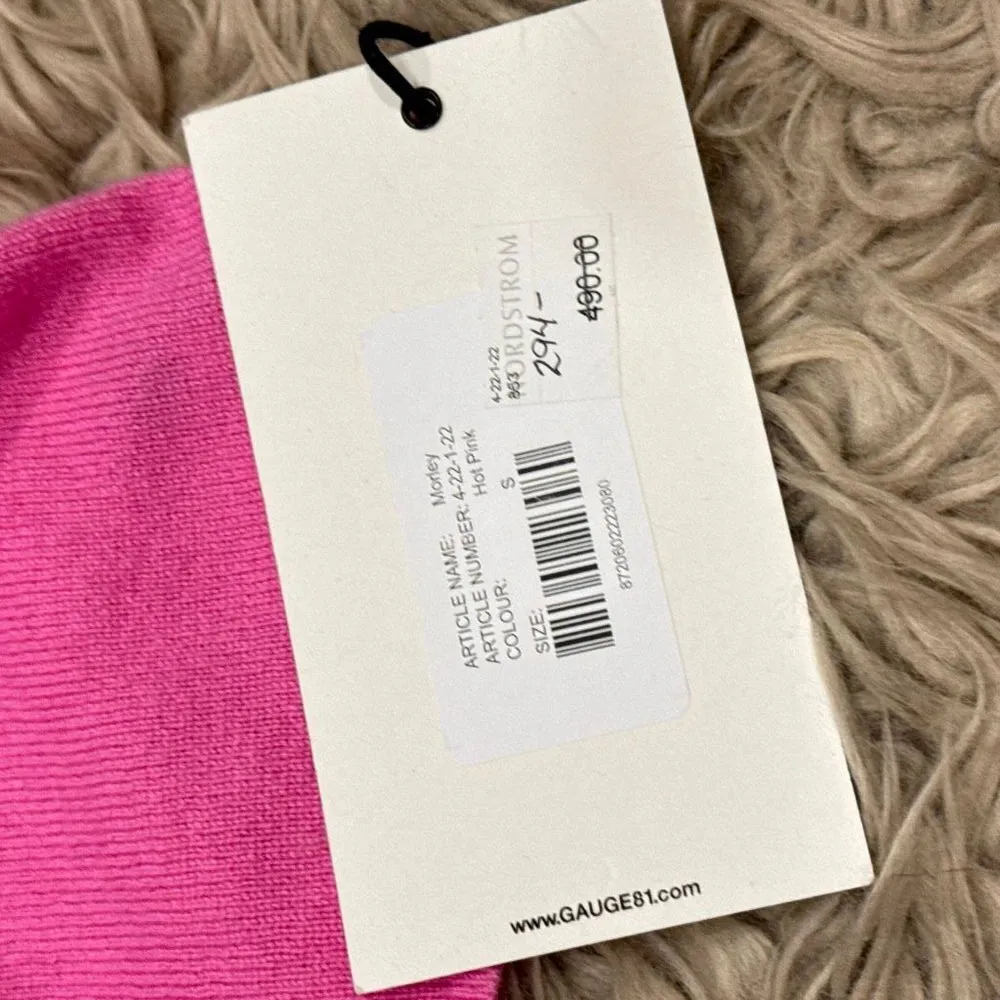 4-22-1-22
863
NORDSTROM
294-
490.00
ARTICLE NAME: Morley
ARTICLE NUMBER: 4-22-1-22
COLOUR: Hot Pink
SIZE: S
8720602223080
www.GAUGE81.com